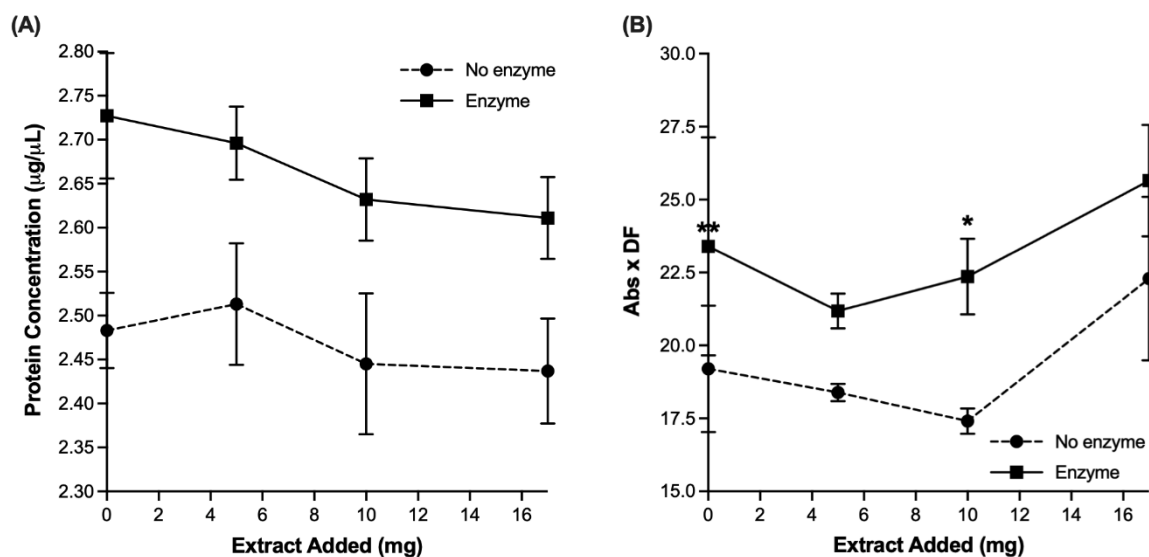 (A)
Protein Concentration (µg/µL)
2.80
2.75
2.70
2.65
2.60
2.55
2.50
2.45
2.40
2.35
2.30
No enzyme
Enzyme
0 2 4 6 8 10 12 14 16
Extract Added (mg)
(B)
Abs x DF
30.0
27.5
25.0
22.5
20.0
17.5
15.0
**
*
No enzyme
Enzyme
0 2 4 6 8 10 12 14 16
Extract Added (mg)